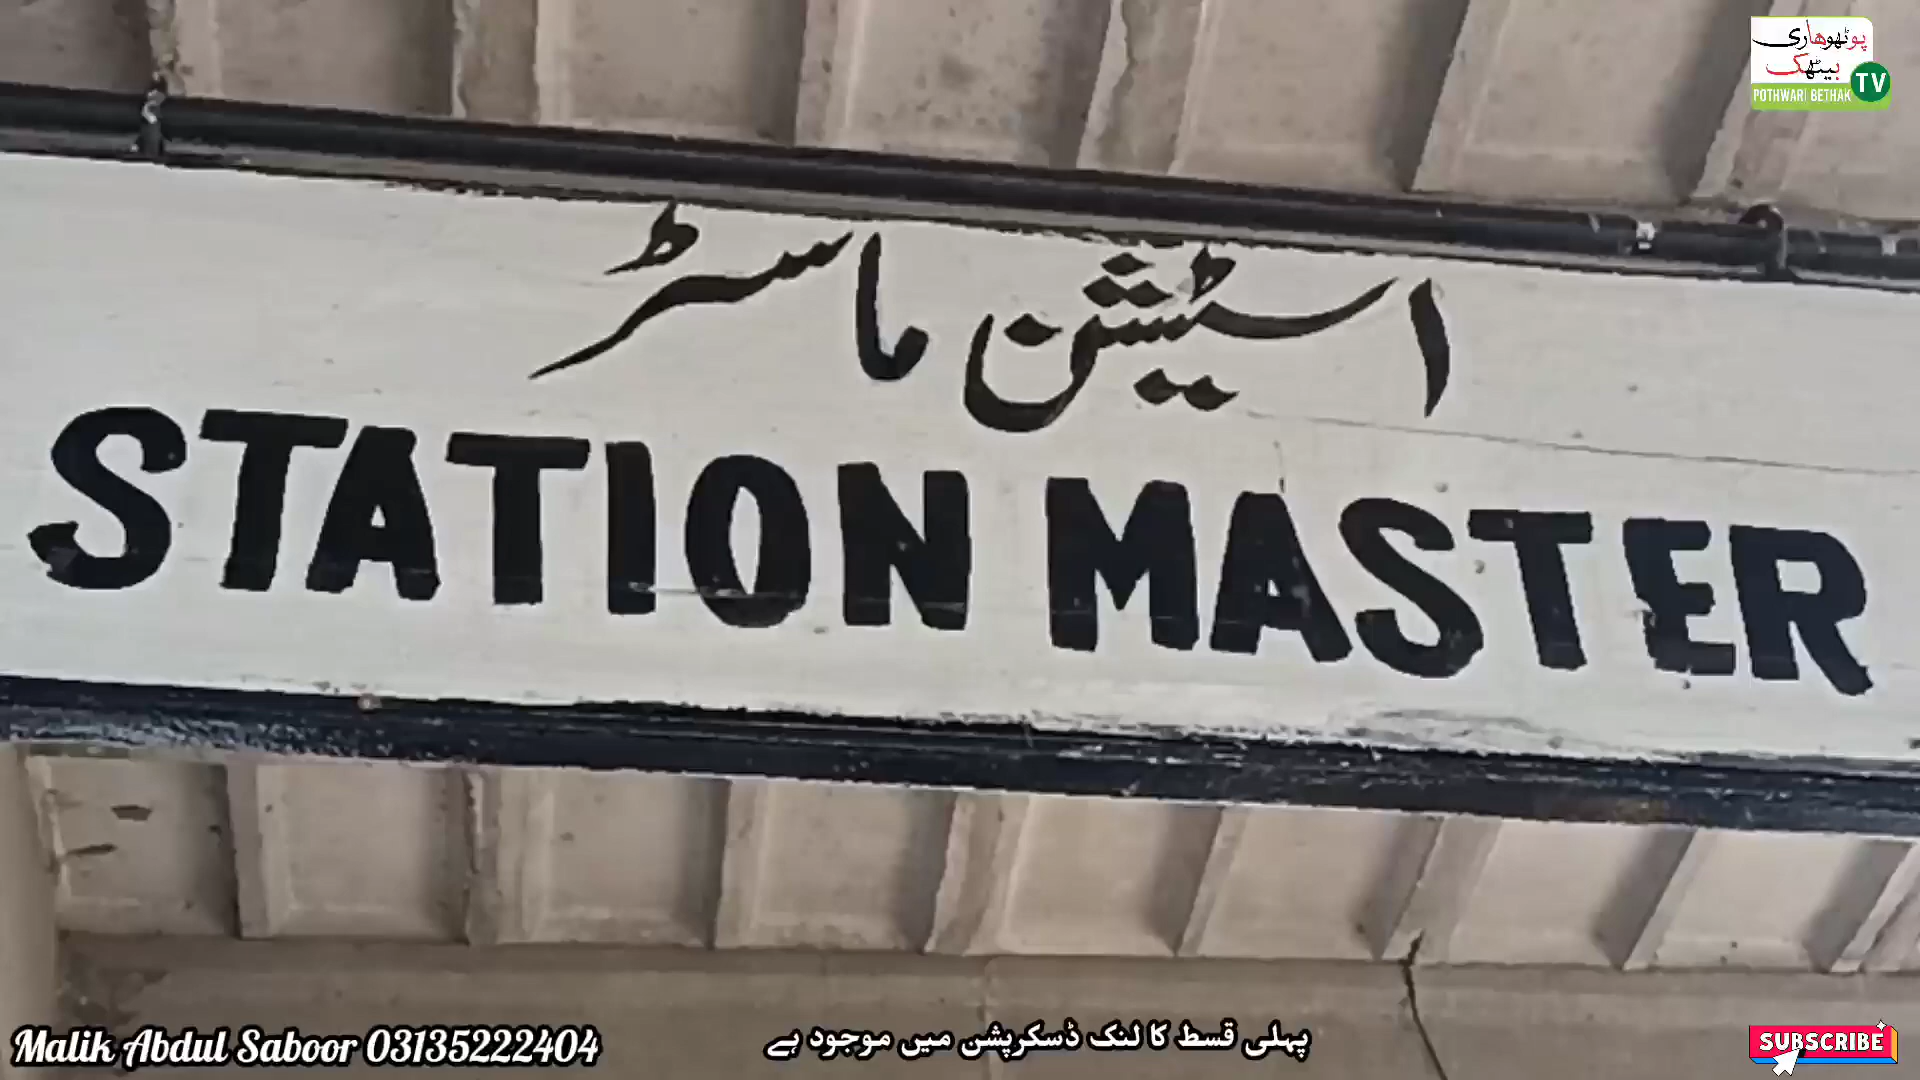 پوٹھوھاری
بیٹھک
POTHWARI BETHAK TV
اسٹیشن ماسٹر
STATION MASTER
Malik Abdul Saboor 03135222404
پہلی قسط کا لنک ڈسکرپشن میں موجود ہے
SUBSCRIBE